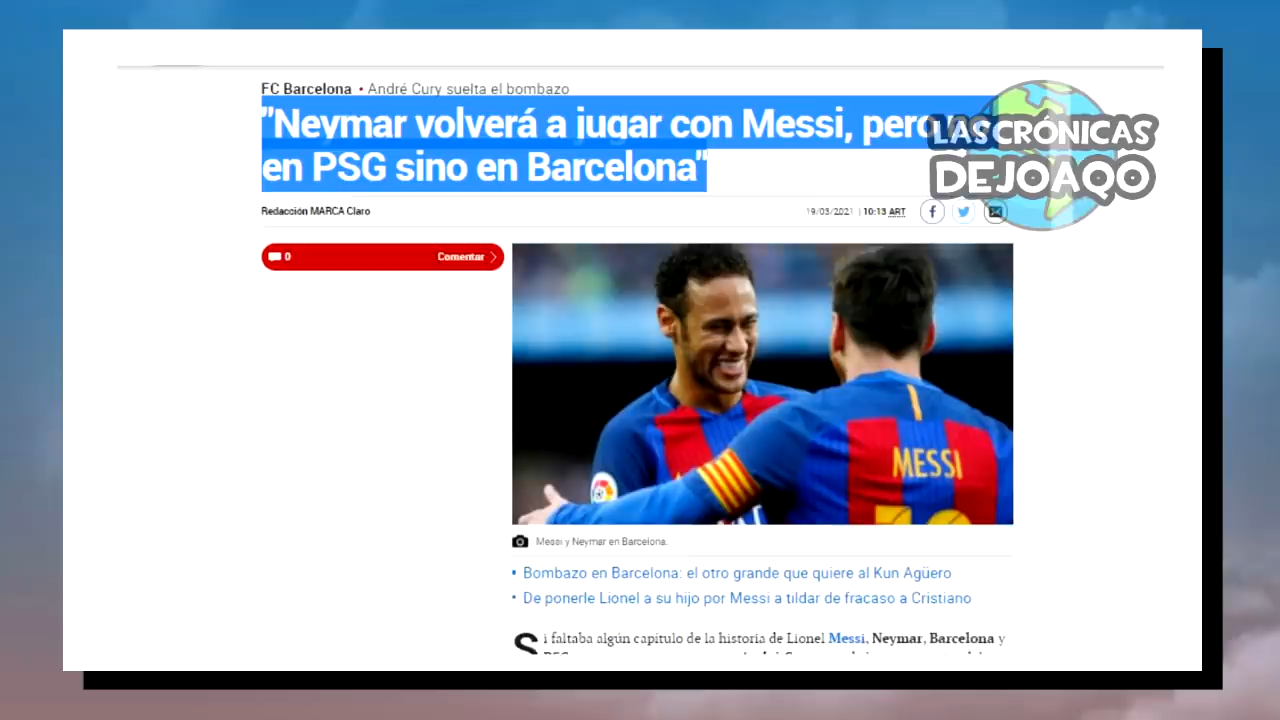 FC Barcelona • André Cury suelta el bombazo
"Neymar volverá a jugar con Messi, pero
en PSG sino en Barcelona"
LAS CRÓNICAS
DE JOAQO
Redacción MARCA Claro
19/03/2021 | 10:13 ART
0 Comentar
MESSI
Messi y Neymar en Barcelona.
• Bombazo en Barcelona: el otro grande que quiere al Kun Agüero
• De ponerle Lionel a su hijo por Messi a tildar de fracaso a Cristiano
Si faltaba algún capítulo de la historia de Lionel Messi, Neymar, Barcelona y